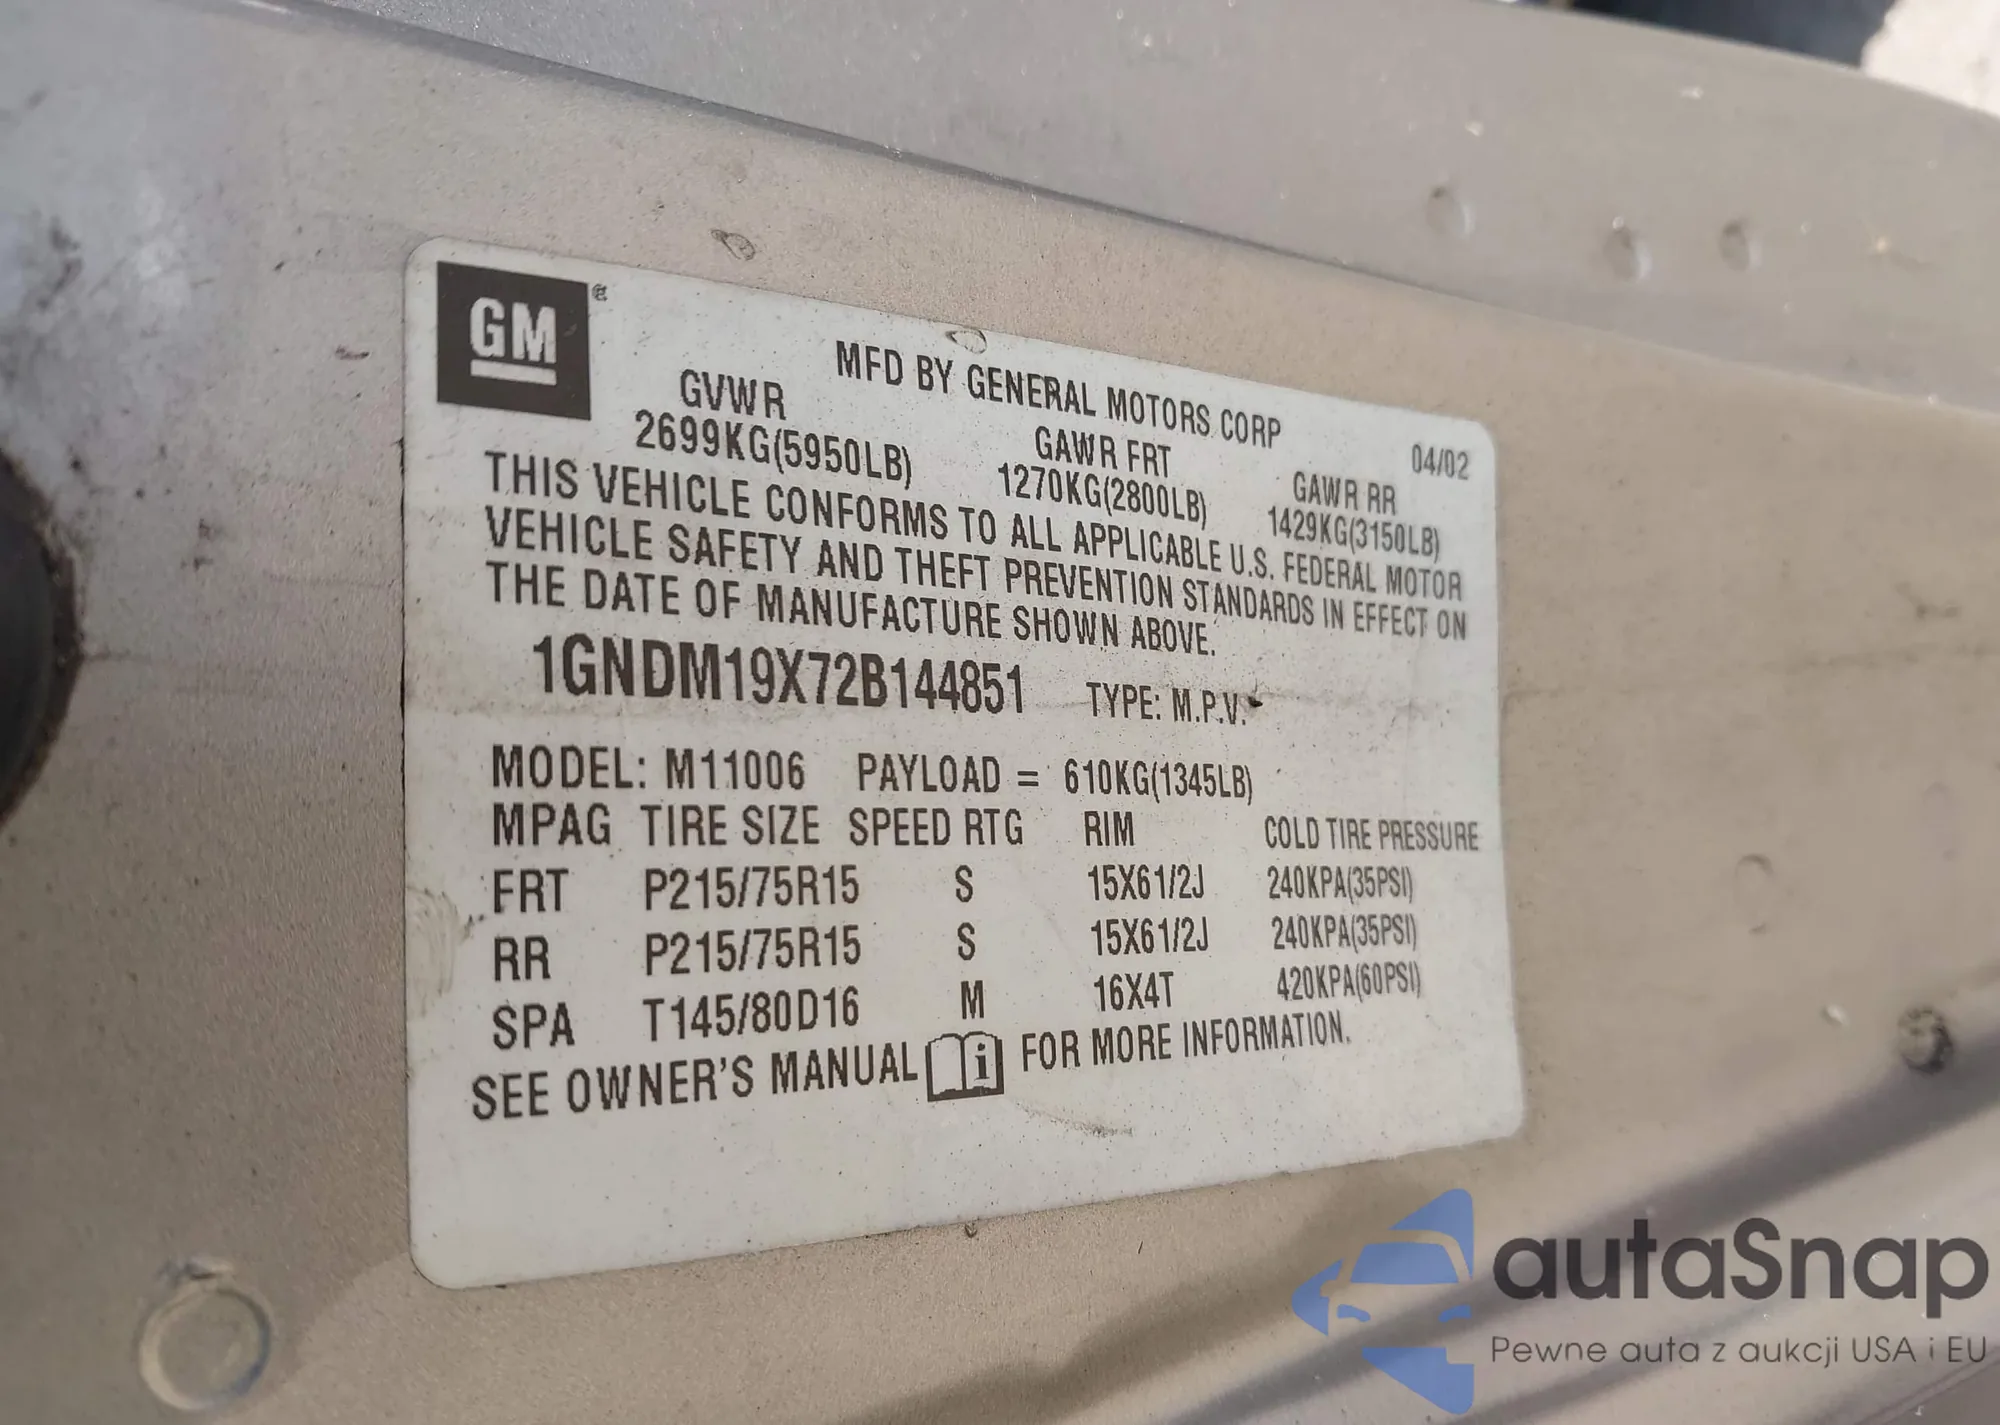 GM®
MFD BY GENERAL MOTORS CORP 04/02
GVWR GAWR FRT GAWR RR
2699KG(5950LB) 1270KG(2800LB) 1429KG(3150LB)
THIS VEHICLE CONFORMS TO ALL APPLICABLE U.S. FEDERAL MOTOR
VEHICLE SAFETY AND THEFT PREVENTION STANDARDS IN EFFECT ON
THE DATE OF MANUFACTURE SHOWN ABOVE.
1GNDM19X72B144851 TYPE: M.P.V.
MODEL: M11006 PAYLOAD = 610KG(1345LB)
MPAG TIRE SIZE SPEED RTG RIM COLD TIRE PRESSURE
FRT P215/75R15 S 15X61/2J 240KPA(35PSI)
RR P215/75R15 S 15X61/2J 240KPA(35PSI)
SPA T145/80D16 M 16X4T 420KPA(60PSI)
SEE OWNER'S MANUAL i FOR MORE INFORMATION.
autaSnap
Pewne auta z aukcji USA i EU